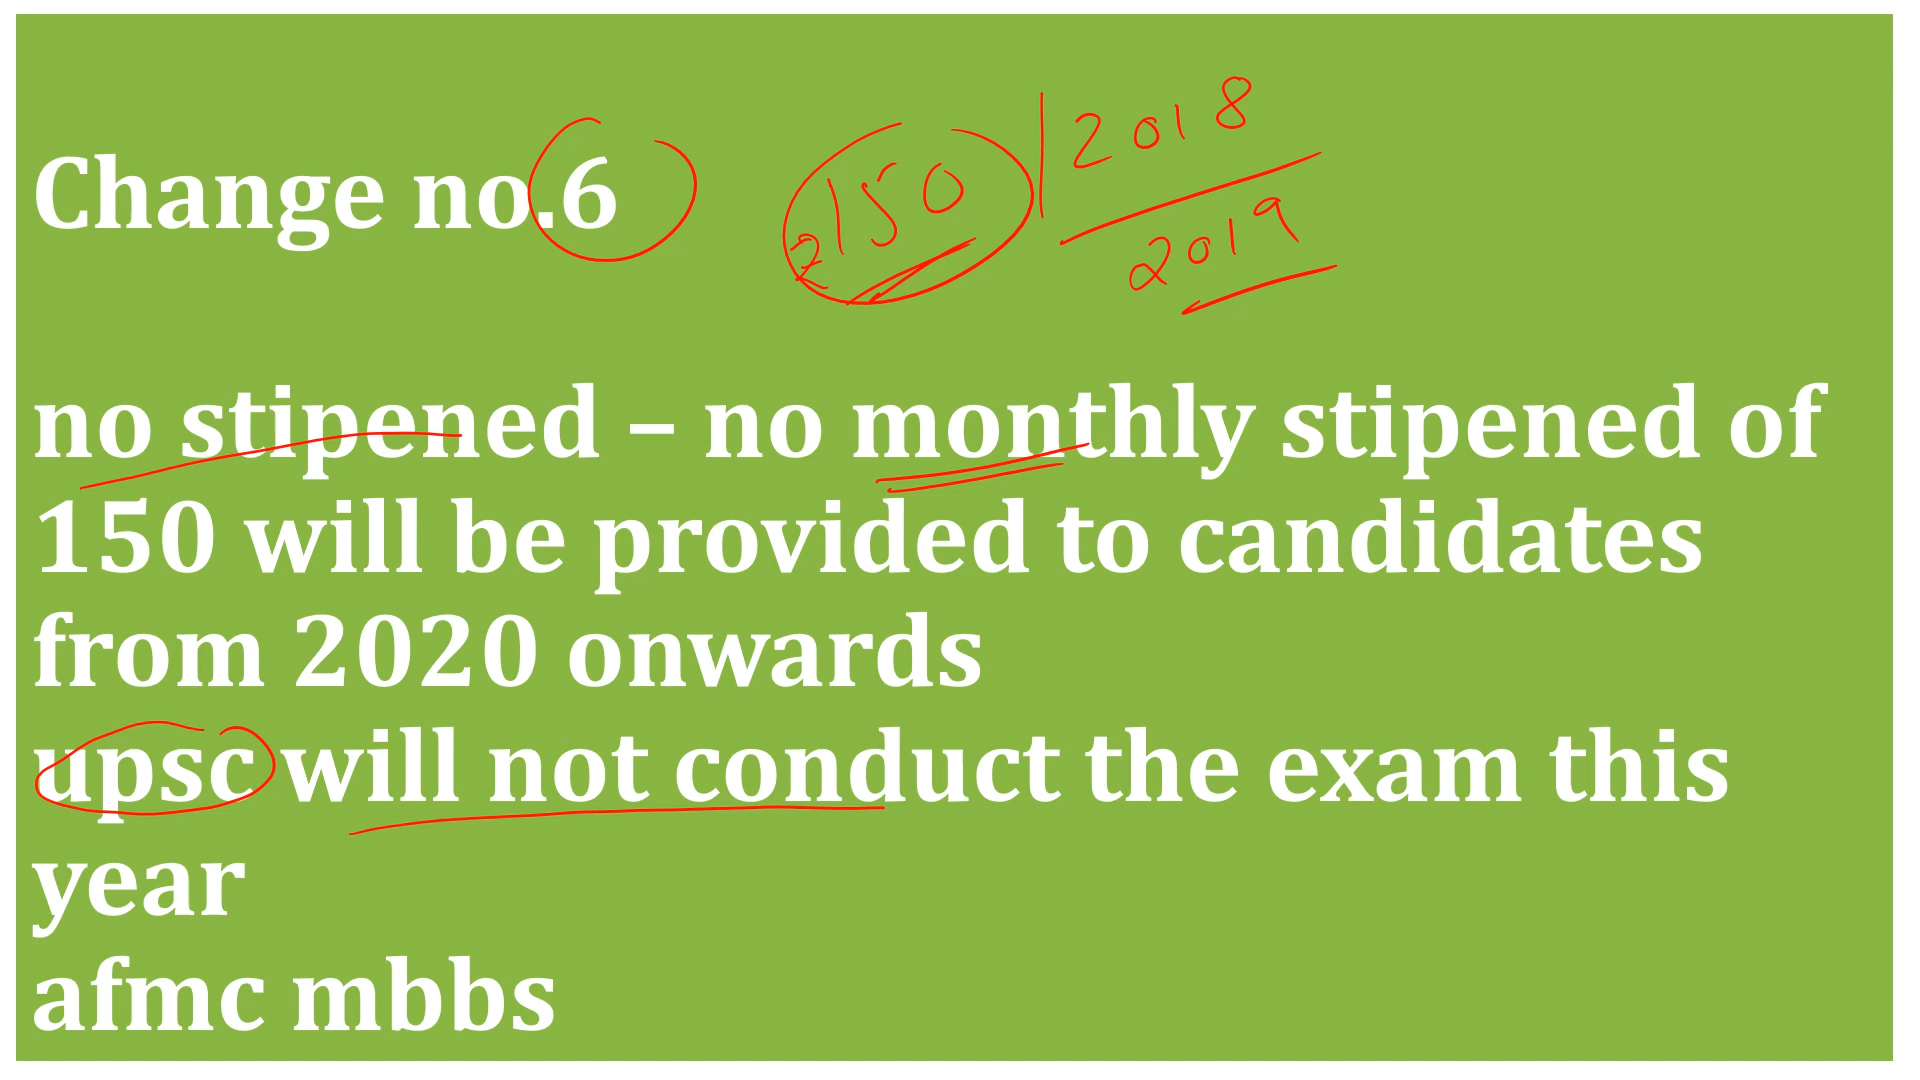 Change no.6
₹150 | 2018
2019
no stipened – no monthly stipened of
150 will be provided to candidates
from 2020 onwards
upsc will not conduct the exam this
year
afmc mbbs